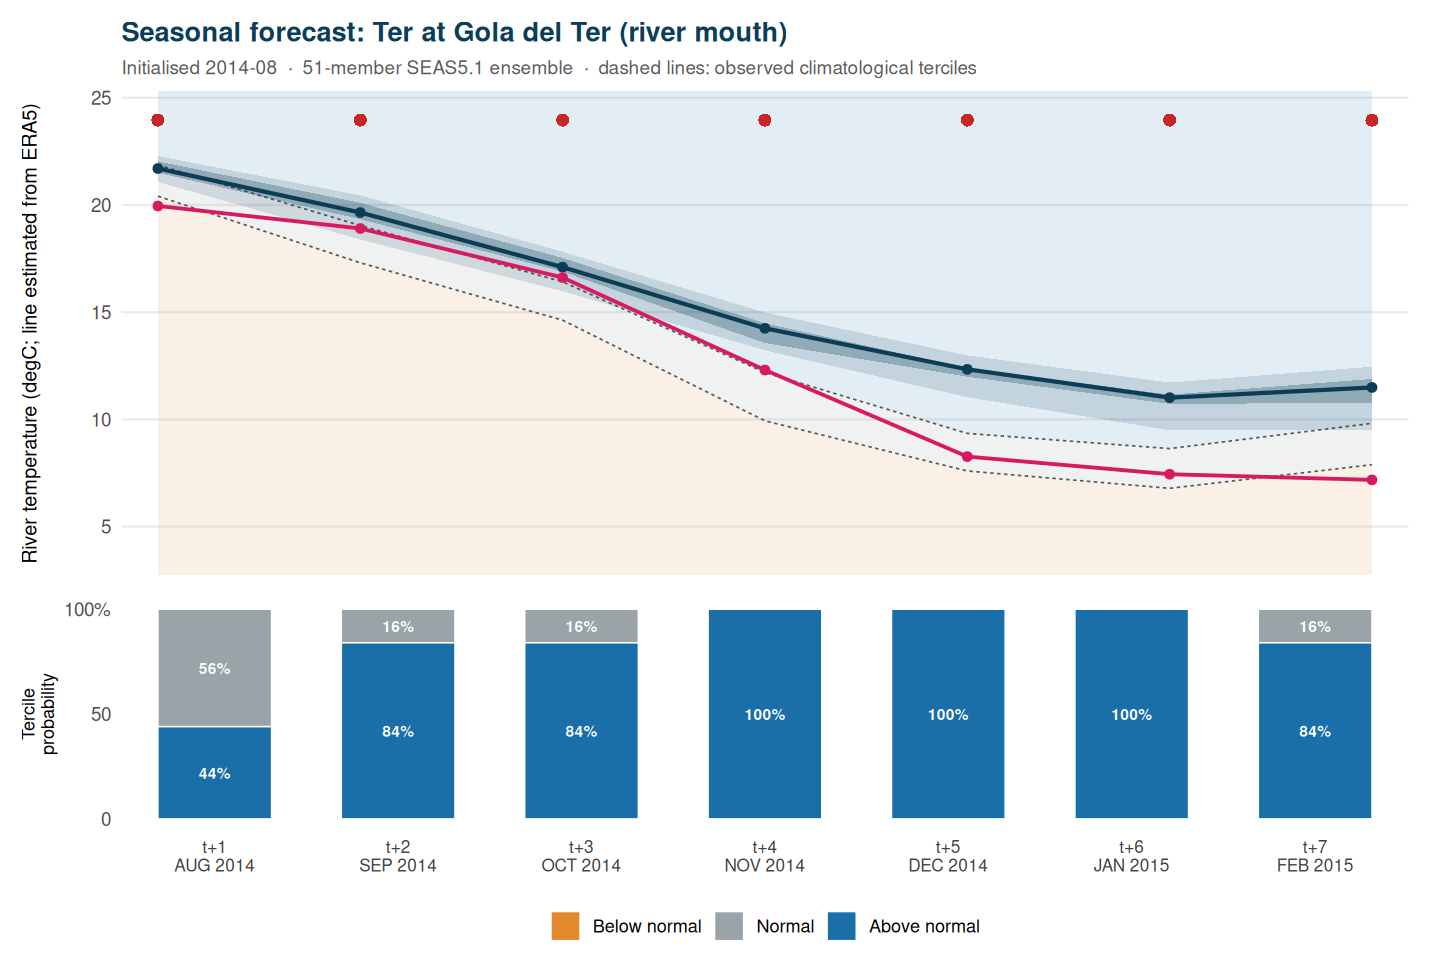 Seasonal forecast: Ter at Gola del Ter (river mouth)
Initialised 2014-08 · 51-member SEAS5.1 ensemble · dashed lines: observed climatological terciles
River temperature (degC; line estimated from ERA5)
25
20
15
10
5
Tercile
probability
100%
50
0
56%
44%
16%
84%
16%
84%
100%
100%
100%
16%
84%
t+1
AUG 2014
t+2
SEP 2014
t+3
OCT 2014
t+4
NOV 2014
t+5
DEC 2014
t+6
JAN 2015
t+7
FEB 2015
Below normal
Normal
Above normal